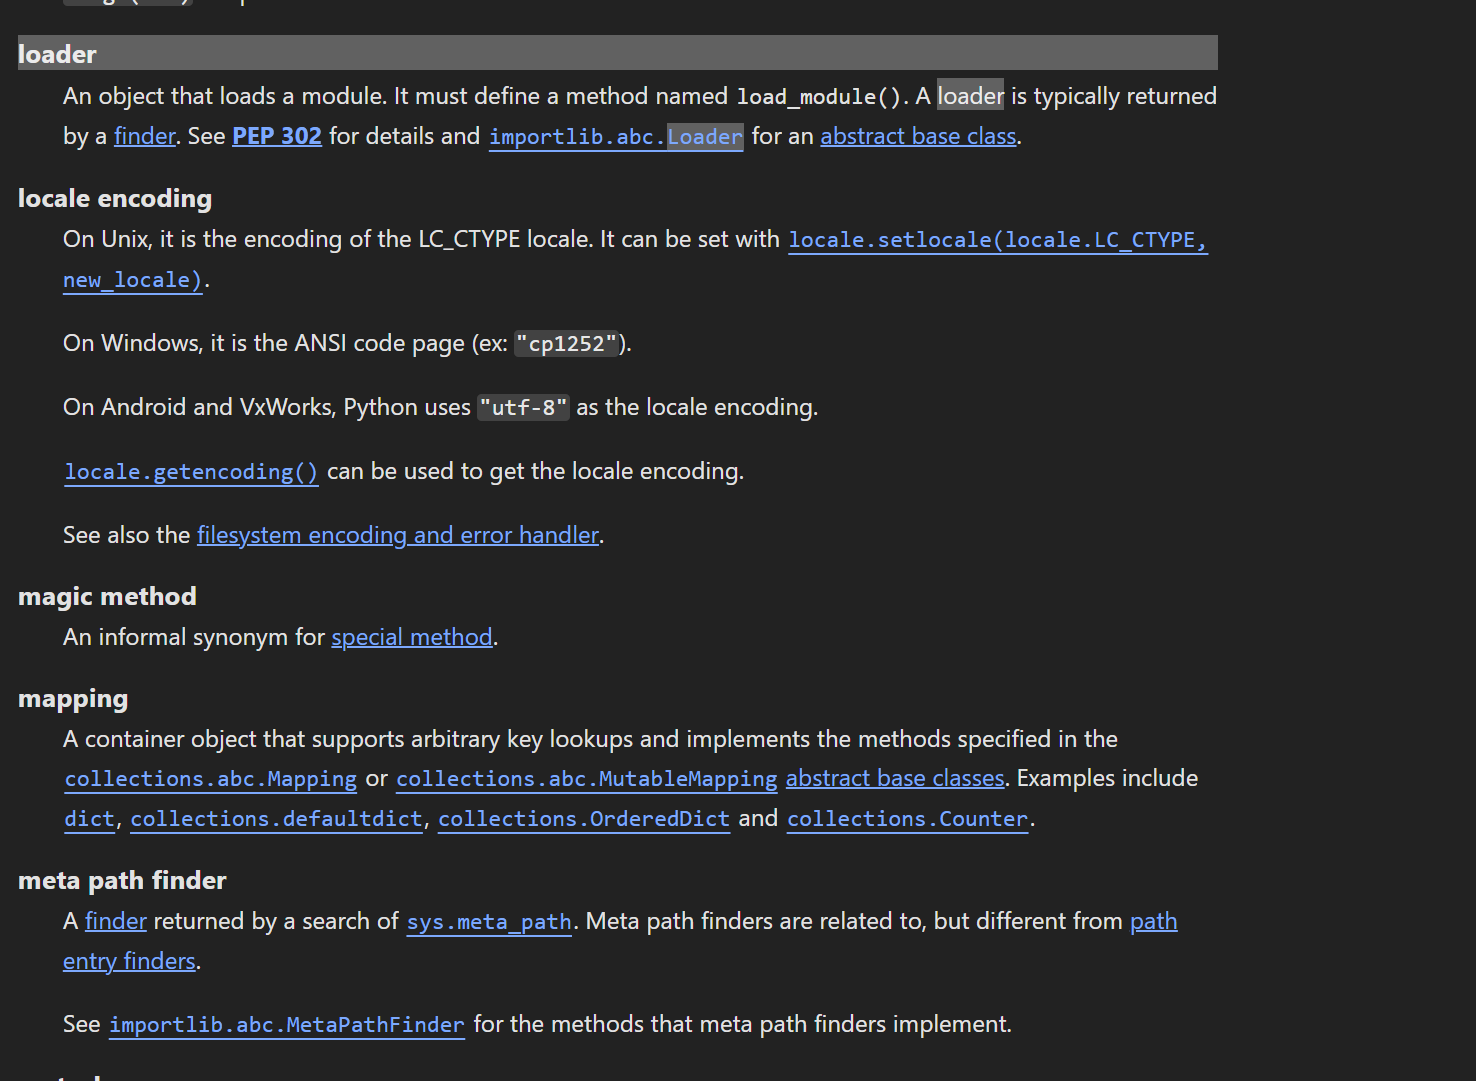 loader
An object that loads a module. It must define a method named load_module(). A loader is typically returned
by a finder. See PEP 302 for details and importlib.abc.Loader for an abstract base class.
locale encoding
On Unix, it is the encoding of the LC_CTYPE locale. It can be set with locale.setlocale(locale.LC_CTYPE,
new_locale).
On Windows, it is the ANSI code page (ex: "cp1252").
On Android and VxWorks, Python uses "utf-8" as the locale encoding.
locale.getencoding() can be used to get the locale encoding.
See also the filesystem encoding and error handler.
magic method
An informal synonym for special method.
mapping
A container object that supports arbitrary key lookups and implements the methods specified in the
collections.abc.Mapping or collections.abc.MutableMapping abstract base classes. Examples include
dict, collections.defaultdict, collections.OrderedDict and collections.Counter.
meta path finder
A finder returned by a search of sys.meta_path. Meta path finders are related to, but different from path
entry finders.
See importlib.abc.MetaPathFinder for the methods that meta path finders implement.